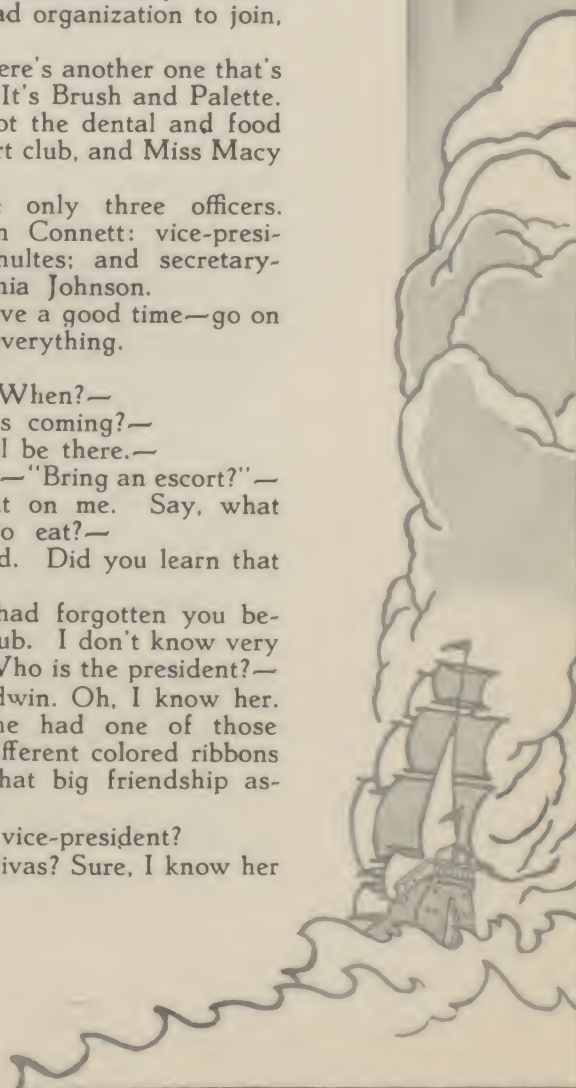 ad organization to join,
ere's another one that's
It's Brush and Palette.
ot the dental and food
rt club, and Miss Macy
only three officers.
n Connett: vice-presi-
hultes; and secretary-
nia Johnson.
ve a good time—go on
verything.
When?—
s coming?—
l be there.—
—"Bring an escort?"—
t on me. Say, what
o eat?—
d. Did you learn that
had forgotten you be-
ub. I don't know very
Who is the president?—
dwin. Oh, I know her.
ne had one of those
fferent colored ribbons
hat big friendship as-
vice-president?
ivas? Sure, I know her